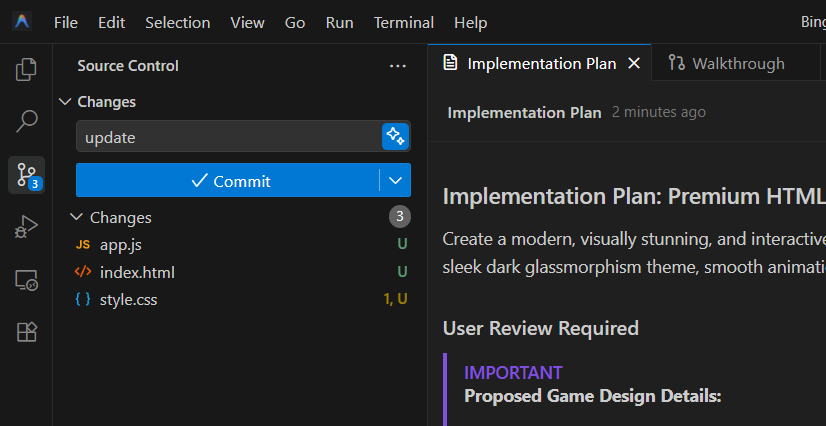 File Edit Selection View Go Run Terminal Help Bing
Source Control ···
Implementation Plan Walkthrough
Changes
Implementation Plan 2 minutes ago
update
Commit
3
Changes 3
JS app.js U
index.html U
style.css 1, U
Implementation Plan: Premium HTML
Create a modern, visually stunning, and interactive
sleek dark glassmorphism theme, smooth animati
User Review Required
IMPORTANT
Proposed Game Design Details: